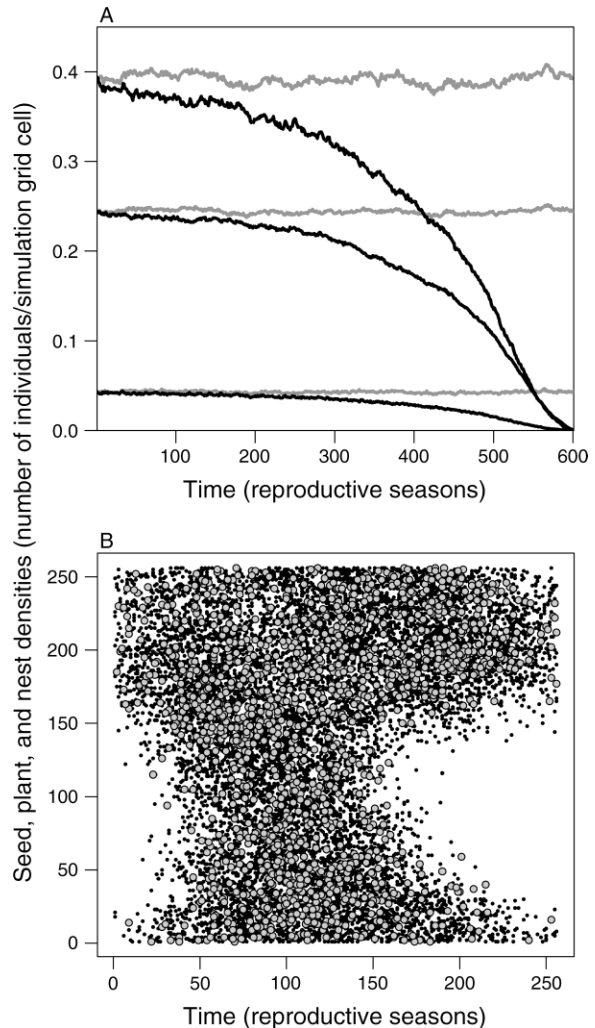 A
Seed, plant, and nest densities (number of individuals/simulation grid cell)
0.4
0.3
0.2
0.1
0.0
100 200 300 400 500 600
Time (reproductive seasons)
B
250
200
150
100
50
0
0 50 100 150 200 250
Time (reproductive seasons)